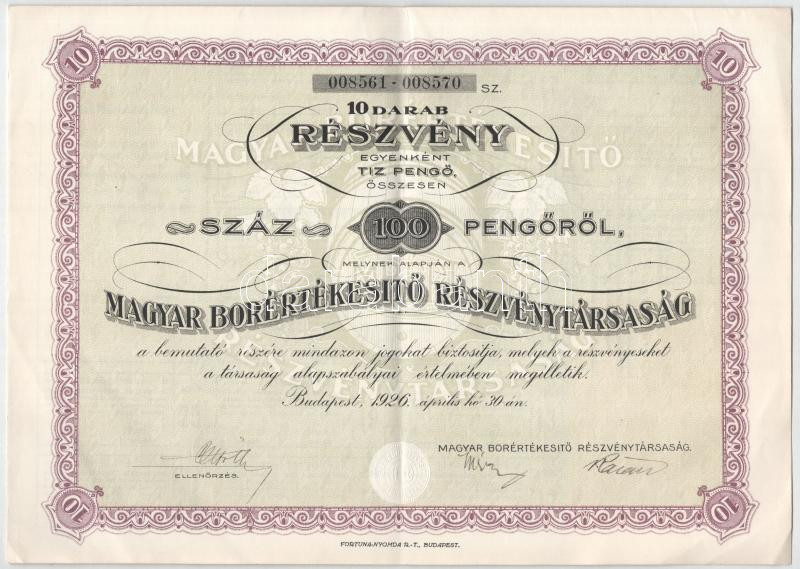 10
10
008561-008570 SZ.
10 DARAB
RÉSZVÉNY
EGYENKÉNT
TIZ PENGŐ,
ÖSSZESEN
SZÁZ 100 PENGŐRŐL,
MELYNEK ALAPJÁN A
MAGYAR BORÉRTÉKESITŐ RÉSZVÉNYTÁRSASÁG
a bemutató részére mindazon jogokat biztositja, melyek a részvényeseket
a társaság alapszabályai értelmében megilletik.
Budapest, 1926. április hó 30-án.
MAGYAR BORÉRTÉKESITŐ RÉSZVÉNYTÁRSASÁG.
ELLENŐRZÉS.
10
10
FORTUNA-NYOMDA R.-T., BUDAPEST.